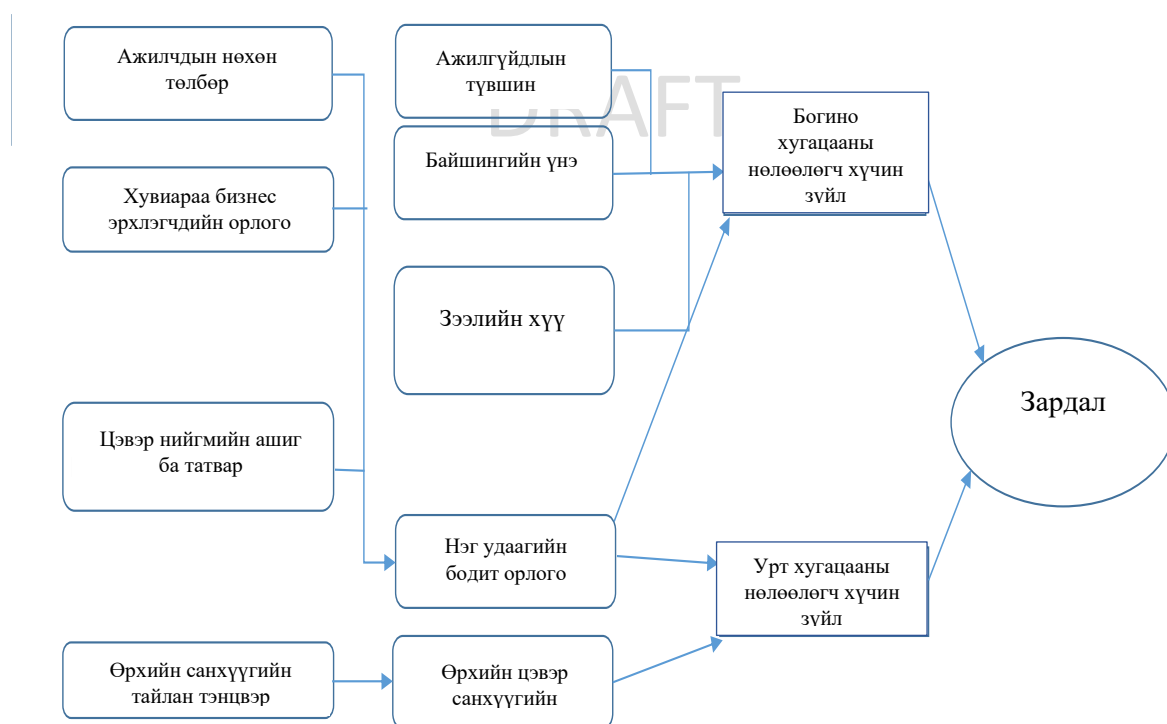 Ажилчдын нөхөн
төлбөр
Ажилгүйдлын
түвшин
DRAFT
Богино
хугацааны
нөлөөлөгч хүчин
зүйл
Байшингийн үнэ
Хувиараа бизнес
эрхлэгчдийн орлого
Зээлийн хүү
Зардал
Цэвэр нийгмийн ашиг
ба татвар
Нэг удаагийн
бодит орлого
Урт хугацааны
нөлөөлөгч хүчин
зүйл
Өрхийн санхүүгийн
тайлан тэнцвэр
Өрхийн цэвэр
санхүүгийн